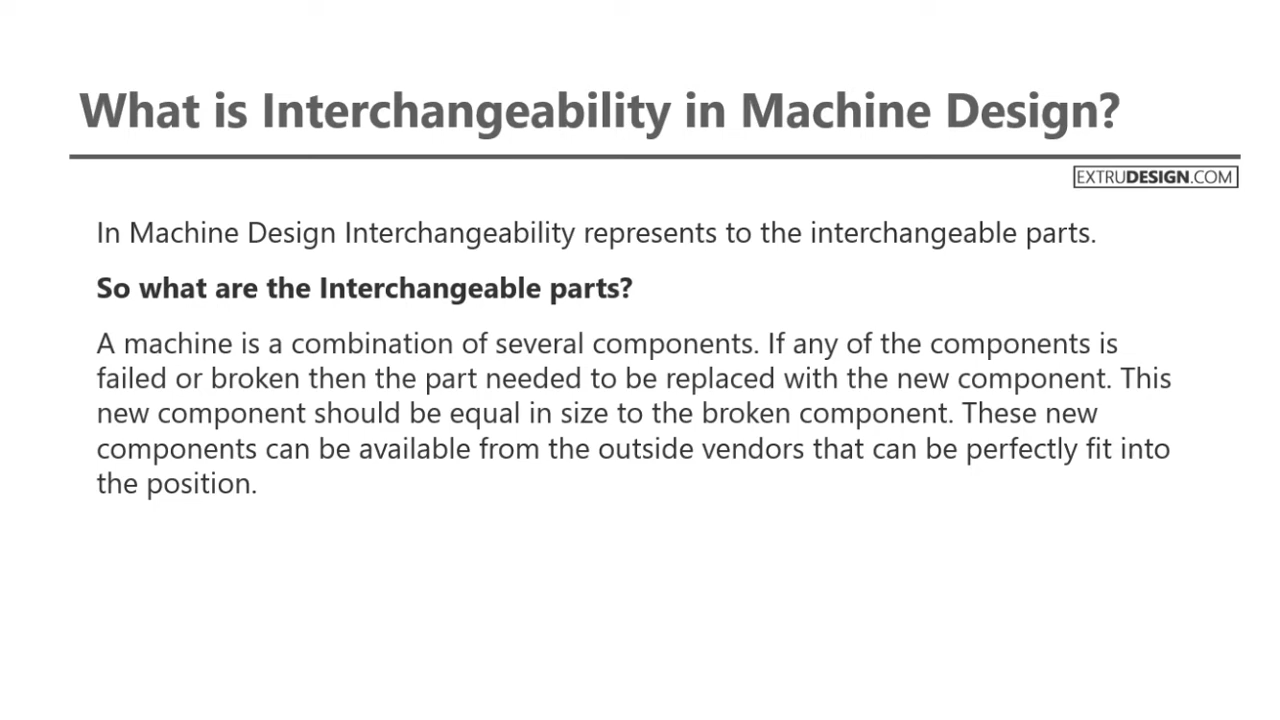 What is Interchangeability in Machine Design?
EXTRUDESIGN.COM
In Machine Design Interchangeability represents to the interchangeable parts.
So what are the Interchangeable parts?
A machine is a combination of several components. If any of the components is
failed or broken then the part needed to be replaced with the new component. This
new component should be equal in size to the broken component. These new
components can be available from the outside vendors that can be perfectly fit into
the position.